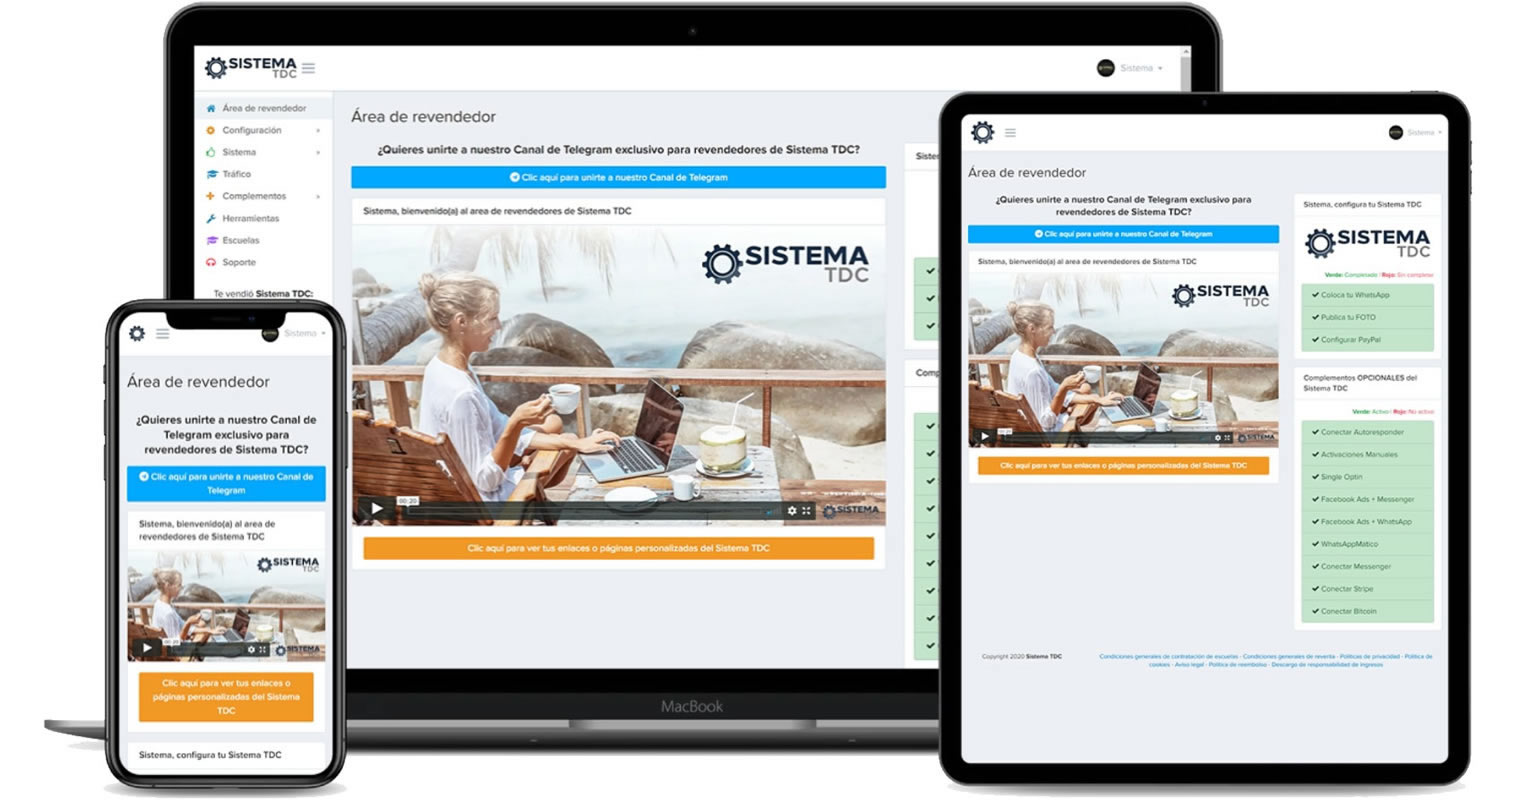 SISTEMA
TDC
Sistema
Área de revendedor
Configuración
Sistema
Tráfico
Complementos
Herramientas
Escuelas
Soporte
Te vendió Sistema TDC:
Área de revendedor
¿Quieres unirte a nuestro Canal de Telegram exclusivo para revendedores de Sistema TDC?
Clic aquí para unirte a nuestro Canal de Telegram
Sistema, bienvenido(a) al area de revendedores de Sistema TDC
SISTEMA
TDC
00:20
SISTEMA
Clic aquí para ver tus enlaces o páginas personalizadas del Sistema TDC
Siste
Comp
MacBook
Sistema
Área de revendedor
¿Quieres unirte a nuestro Canal de
Telegram exclusivo para
revendedores de Sistema TDC?
Clic aquí para unirte a nuestro Canal de
Telegram
Sistema, bienvenido(a) al area de
revendedores de Sistema TDC
SISTEMA
TDC
00:20
SISTEMA
Clic aquí para ver tus enlaces o
páginas personalizadas del Sistema
TDC
Sistema, configura tu Sistema TDC
Sistema
Área de revendedor
¿Quieres unirte a nuestro Canal de Telegram exclusivo para
revendedores de Sistema TDC?
Clic aquí para unirte a nuestro Canal de Telegram
Sistema, bienvenido(a) al area de revendedores de Sistema TDC
SISTEMA
TDC
00:20
SISTEMA
Clic aquí para ver tus enlaces o páginas personalizadas del Sistema TDC
Sistema, configura tu Sistema TDC
SISTEMA
TDC
Verde: Completado / Rojo: Sin completar
Coloca tu WhatsApp
Publica tu FOTO
Configurar PayPal
Complementos OPCIONALES del
Sistema TDC
Verde: Activo / Rojo: No activo
Conectar Autoresponder
Activaciones Manuales
Single Optin
Facebook Ads + Messenger
Facebook Ads + WhatsApp
WhatsAppMatico
Conectar Messenger
Conectar Stripe
Conectar Bitcoin
Copyright 2020 Sistema TDC
Condiciones generales de contratación de escuelas - Condiciones generales de reventa - Políticas de privacidad - Política de
cookies - Aviso legal - Política de reembolso - Descargo de responsabilidad de ingresos